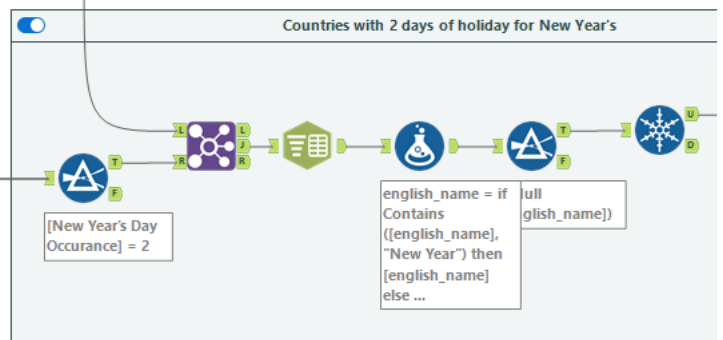 Countries with 2 days of holiday for New Year's
L
R
L
J
R
T
F
T
F
U
D
[New Year's Day
Occurance] = 2
english_name = if
Contains
([english_name],
"New Year") then
[english_name]
else ...
glish_name])